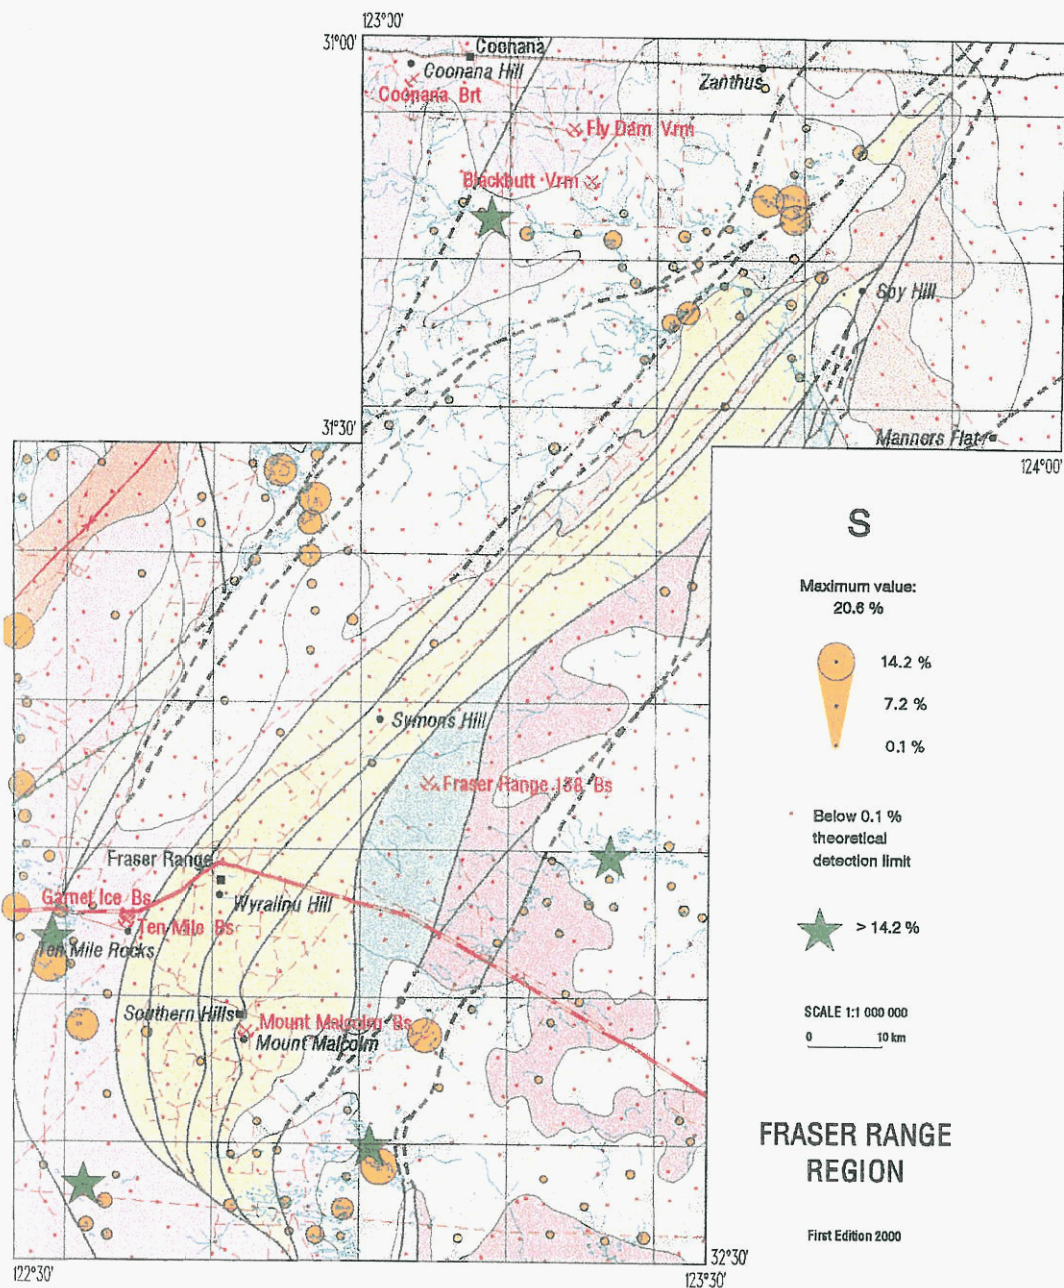 123°00'
31°00'
Coonana
Coonana Hill
Coonana Brt
Zanthus
Fly Dam Vrm
Blackbutt Vrm
Spy Hill
31°30'
Manners Flat
124°00'
S
Maximum value:
20.6 %
14.2 %
7.2 %
0.1 %
Symons Hill
Fraser Range 138 Bs
Below 0.1 %
theoretical
detection limit
Fraser Range
Garnet Ice Bs
Wyralinu Hill
Ten Mile Bs
Ten Mile Rocks
> 14.2 %
Southern Hills
Mount Malcolm Bs
Mount Malcolm
SCALE 1:1 000 000
0 10 km
FRASER RANGE
REGION
First Edition 2000
32°30'
122°30'
123°30'